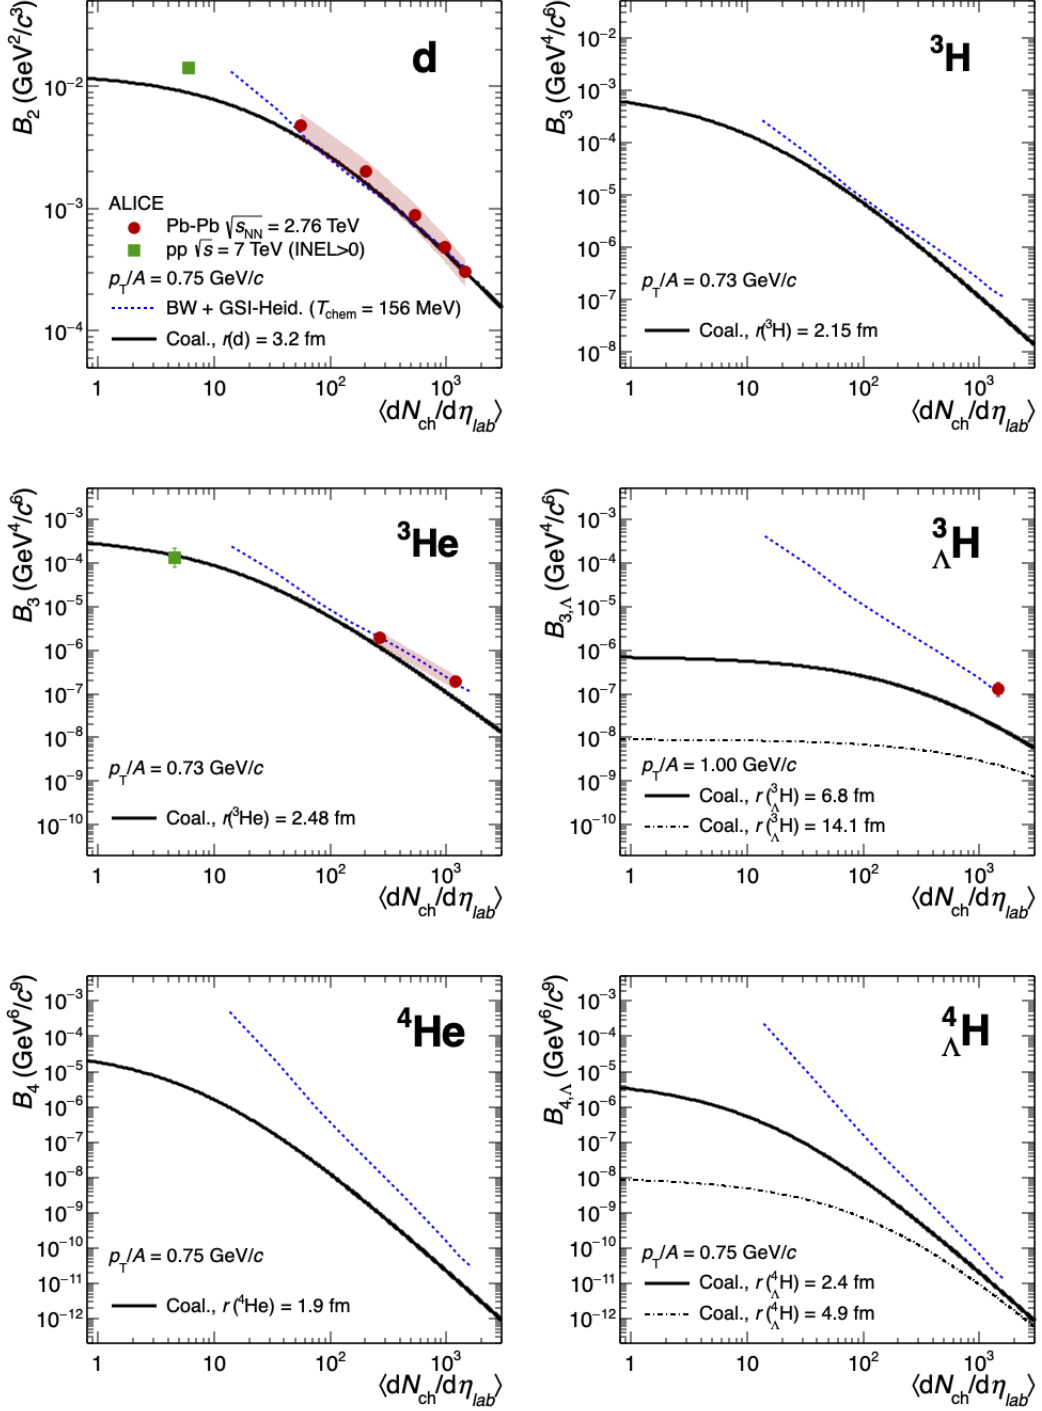 B₂ (GeV²/c³)
10⁻²
10⁻³
10⁻⁴
d
ALICE
Pb-Pb √sNN = 2.76 TeV
pp √s = 7 TeV (INEL>0)
pT/A = 0.75 GeV/c
BW + GSI-Heid. (Tchem = 156 MeV)
Coal., r(d) = 3.2 fm
1 10 10² 10³
⟨dNch/dηlab⟩
B₃ (GeV⁴/c⁶)
10⁻²
10⁻³
10⁻⁴
10⁻⁵
10⁻⁶
10⁻⁷
10⁻⁸
³H
pT/A = 0.73 GeV/c
Coal., r(³H) = 2.15 fm
1 10 10² 10³
⟨dNch/dηlab⟩
B₃ (GeV⁴/c⁶)
10⁻³
10⁻⁴
10⁻⁵
10⁻⁶
10⁻⁷
10⁻⁸
10⁻⁹
10⁻¹⁰
³He
pT/A = 0.73 GeV/c
Coal., r(³He) = 2.48 fm
1 10 10² 10³
⟨dNch/dηlab⟩
B₃,Λ (GeV⁴/c⁶)
10⁻³
10⁻⁴
10⁻⁵
10⁻⁶
10⁻⁷
10⁻⁸
10⁻⁹
10⁻¹⁰
³ΛH
pT/A = 1.00 GeV/c
Coal., r(³ΛH) = 6.8 fm
Coal., r(³ΛH) = 14.1 fm
1 10 10² 10³
⟨dNch/dηlab⟩
B₄ (GeV⁶/c⁹)
10⁻³
10⁻⁴
10⁻⁵
10⁻⁶
10⁻⁷
10⁻⁸
10⁻⁹
10⁻¹⁰
10⁻¹¹
10⁻¹²
⁴He
pT/A = 0.75 GeV/c
Coal., r(⁴He) = 1.9 fm
1 10 10² 10³
⟨dNch/dηlab⟩
B₄,Λ (GeV⁶/c⁹)
10⁻³
10⁻⁴
10⁻⁵
10⁻⁶
10⁻⁷
10⁻⁸
10⁻⁹
10⁻¹⁰
10⁻¹¹
10⁻¹²
⁴ΛH
pT/A = 0.75 GeV/c
Coal., r(⁴ΛH) = 2.4 fm
Coal., r(⁴ΛH) = 4.9 fm
1 10 10² 10³
⟨dNch/dηlab⟩